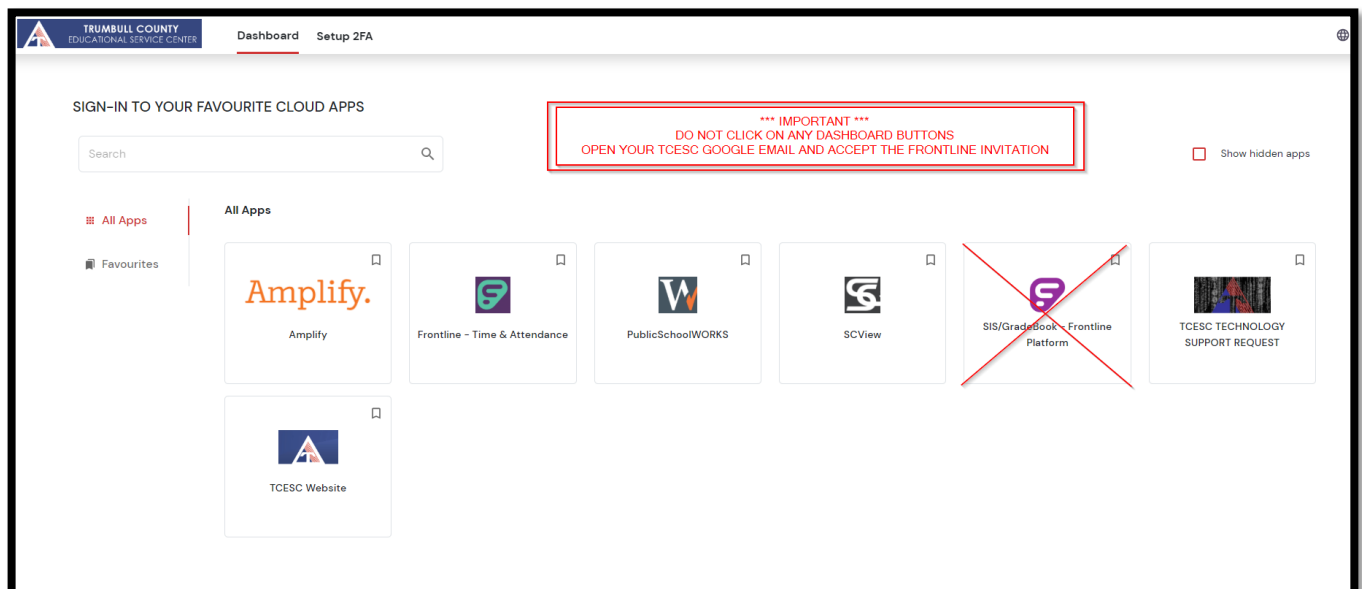 TRUMBULL COUNTY
EDUCATIONAL SERVICE CENTER
Dashboard
Setup 2FA
SIGN-IN TO YOUR FAVOURITE CLOUD APPS
*** IMPORTANT ***
DO NOT CLICK ON ANY DASHBOARD BUTTONS
OPEN YOUR TCESC GOOGLE EMAIL AND ACCEPT THE FRONTLINE INVITATION
Search
Show hidden apps
All Apps
Favourites
All Apps
Amplify.
Amplify
Frontline - Time & Attendance
W
PublicSchoolWORKS
SC
SCView
SIS/GradeBook - Frontline
Platform
TCESC TECHNOLOGY
SUPPORT REQUEST
TCESC Website